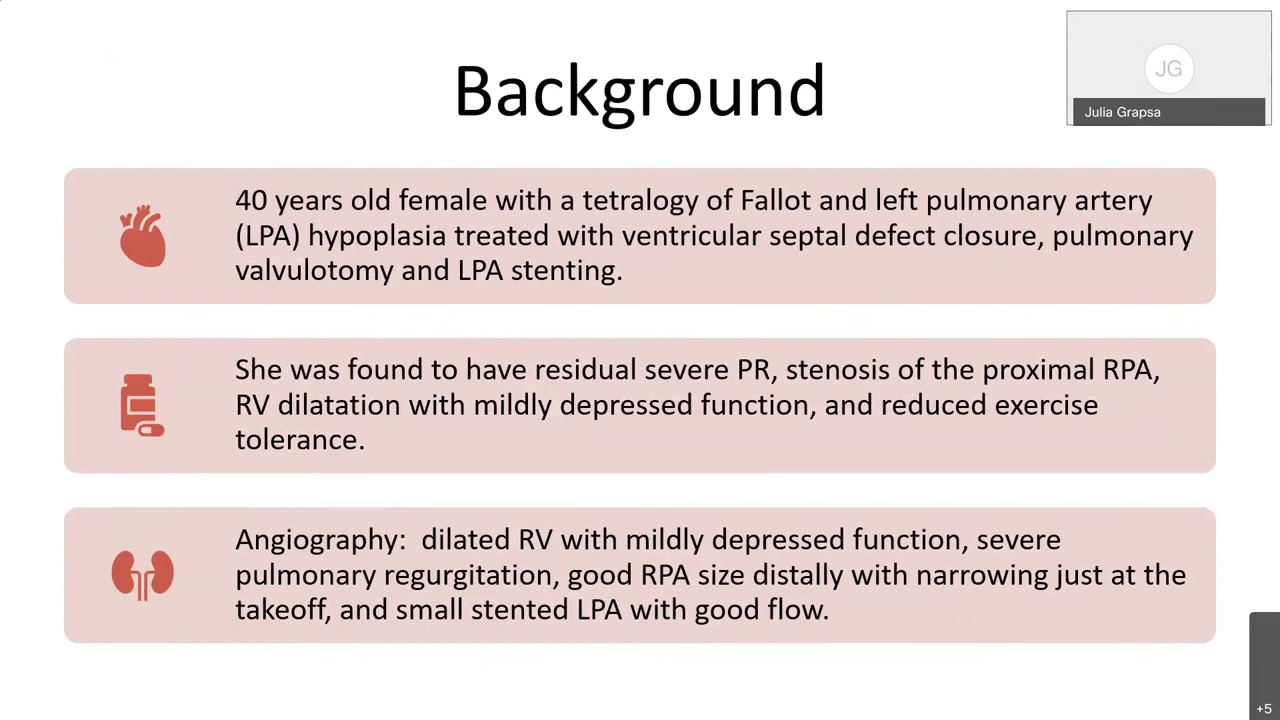 Background
JG
Julia Grapsa
40 years old female with a tetralogy of Fallot and left pulmonary artery
(LPA) hypoplasia treated with ventricular septal defect closure, pulmonary
valvulotomy and LPA stenting.
She was found to have residual severe PR, stenosis of the proximal RPA,
RV dilatation with mildly depressed function, and reduced exercise
tolerance.
Angiography:  dilated RV with mildly depressed function, severe
pulmonary regurgitation, good RPA size distally with narrowing just at the
takeoff, and small stented LPA with good flow.
+5